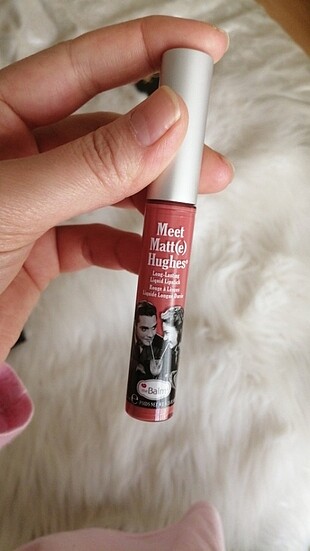 Meet
Matt(e)
Hughes®
Long-Lasting
Liquid Lipstick
Rouge à Lèvres
Liquide Longue Durée
theBalm